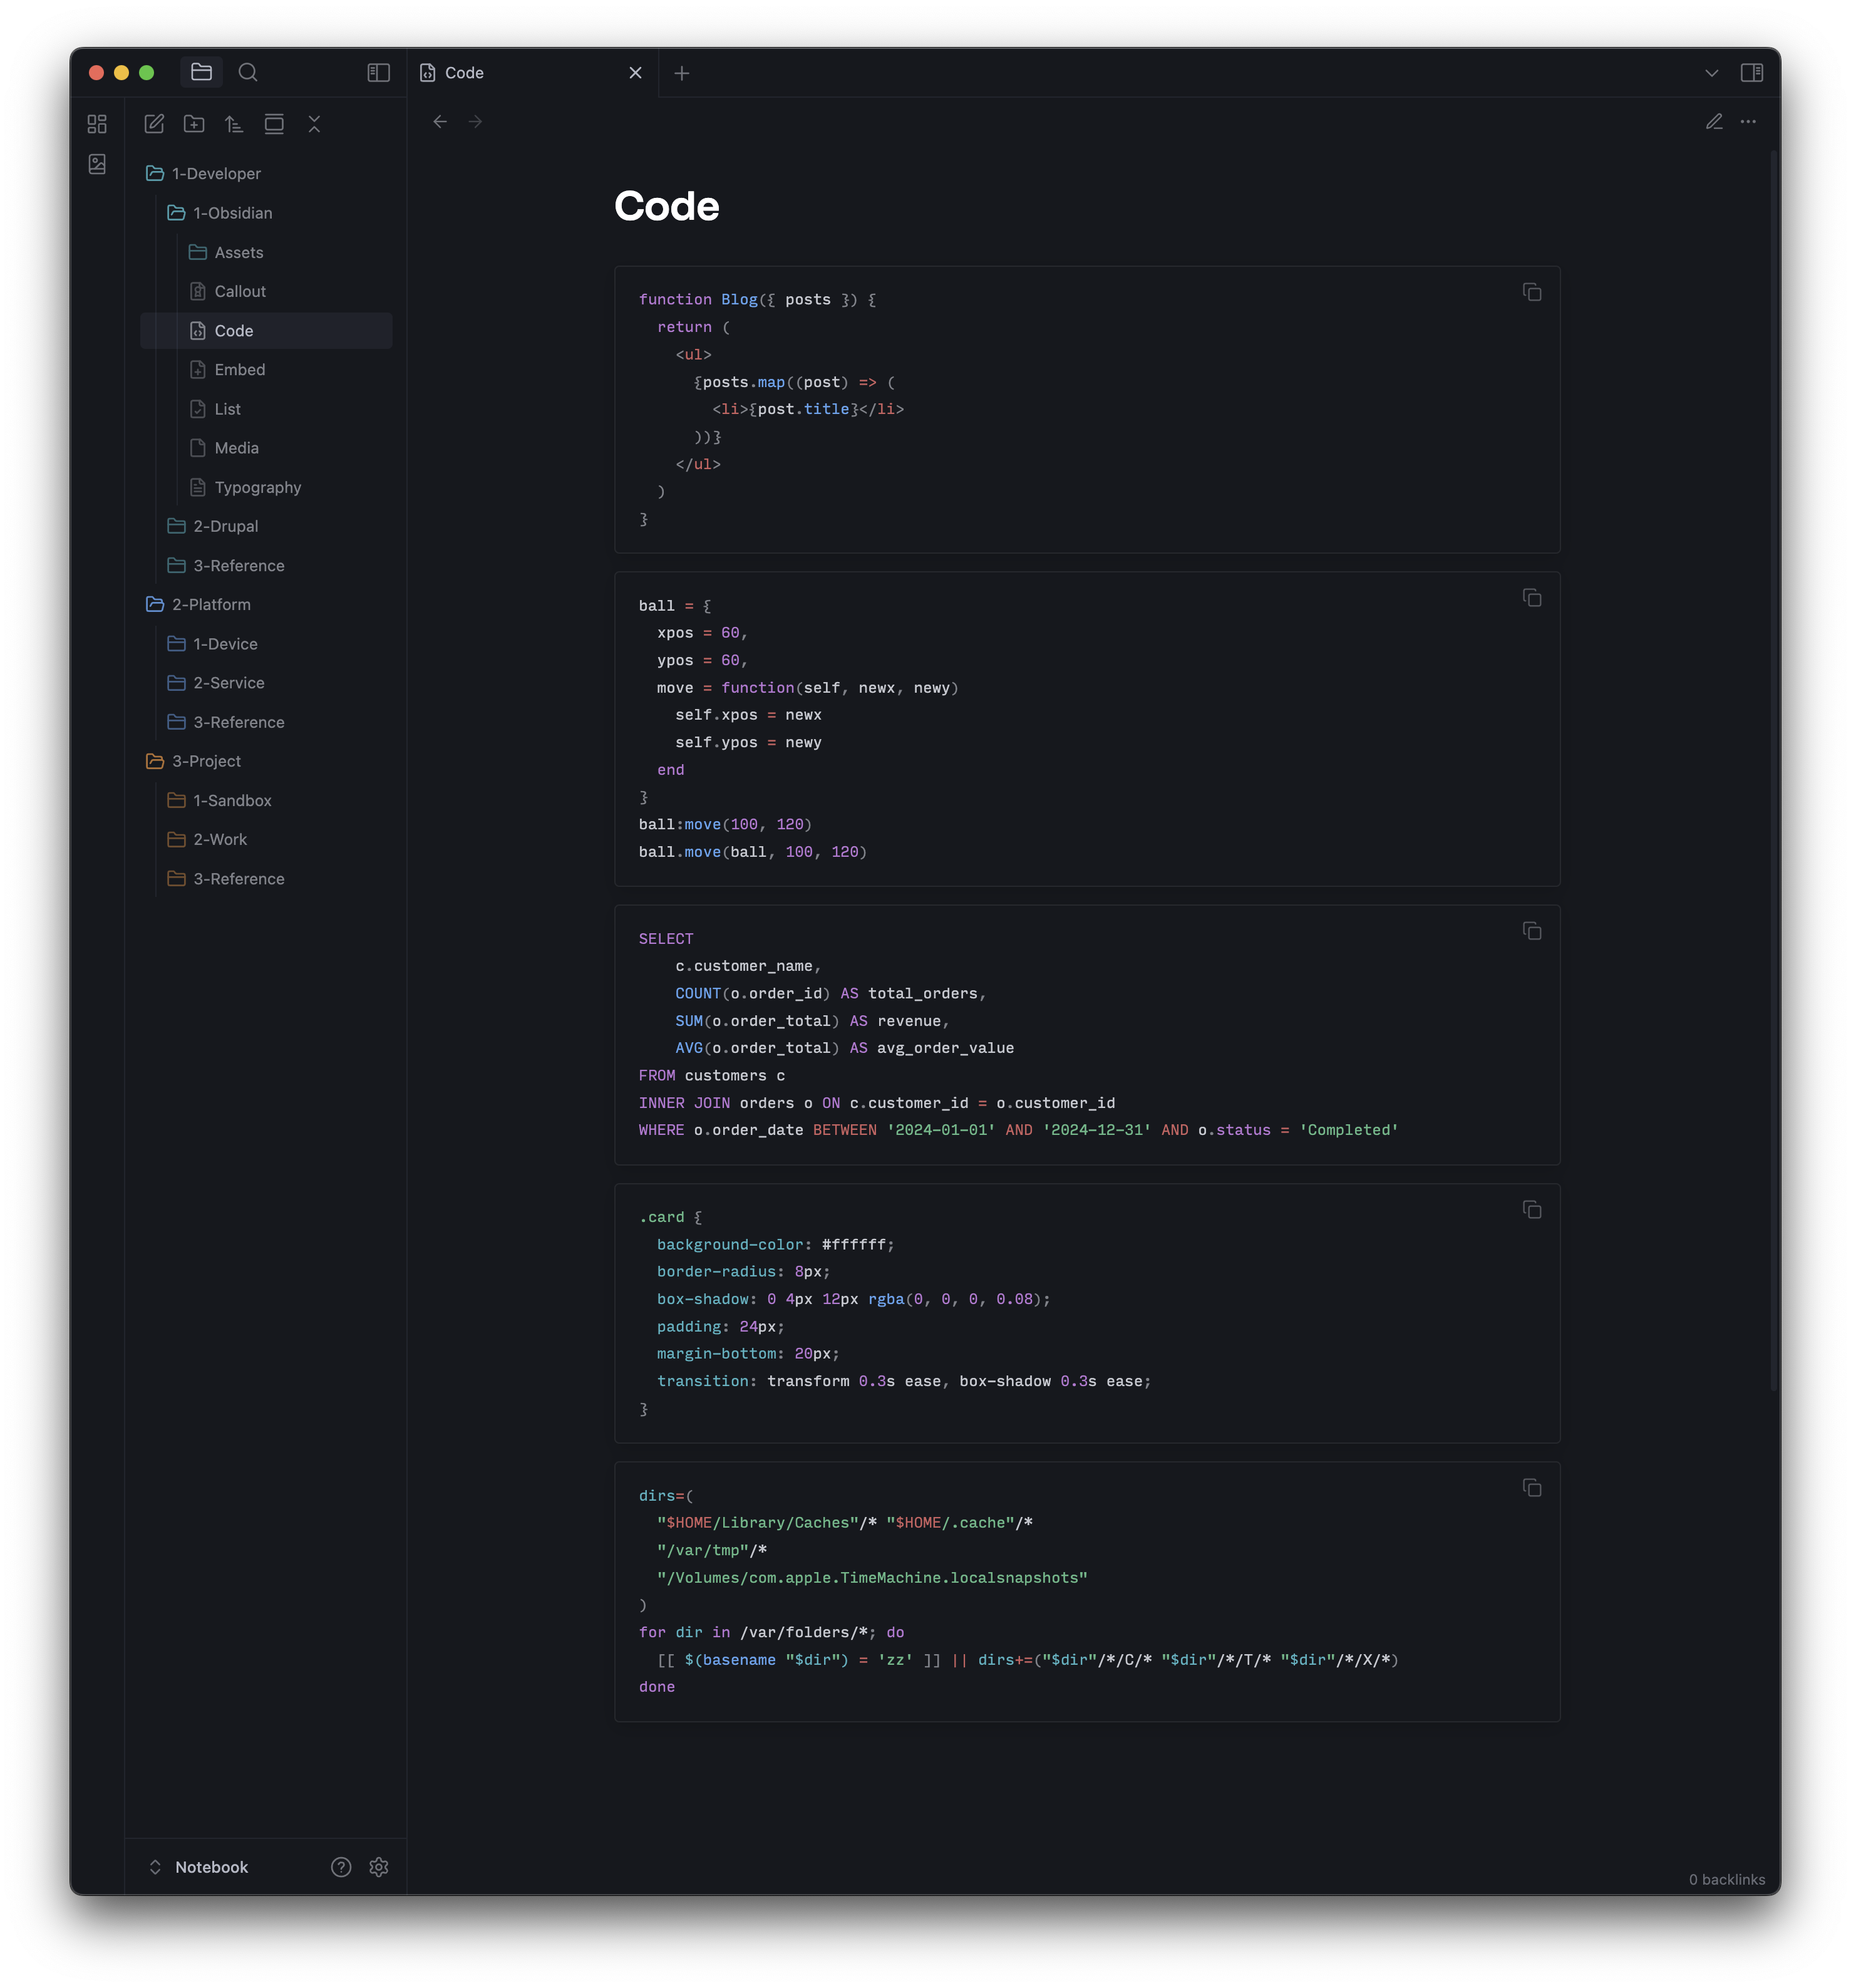 Code
1-Developer
1-Obsidian
Assets
Callout
Code
Embed
List
Media
Typography
2-Drupal
3-Reference
2-Platform
1-Device
2-Service
3-Reference
3-Project
1-Sandbox
2-Work
3-Reference
Notebook
Code
function Blog({ posts }) {
  return (
    <ul>
      {posts.map((post) => (
        <li>{post.title}</li>
      ))}
    </ul>
  )
}
ball = {
  xpos = 60,
  ypos = 60,
  move = function(self, newx, newy)
    self.xpos = newx
    self.ypos = newy
  end
}
ball:move(100, 120)
ball.move(ball, 100, 120)
SELECT
    c.customer_name,
    COUNT(o.order_id) AS total_orders,
    SUM(o.order_total) AS revenue,
    AVG(o.order_total) AS avg_order_value
FROM customers c
INNER JOIN orders o ON c.customer_id = o.customer_id
WHERE o.order_date BETWEEN '2024-01-01' AND '2024-12-31' AND o.status = 'Completed'
.card {
  background-color: #ffffff;
  border-radius: 8px;
  box-shadow: 0 4px 12px rgba(0, 0, 0, 0.08);
  padding: 24px;
  margin-bottom: 20px;
  transition: transform 0.3s ease, box-shadow 0.3s ease;
}
dirs=(
  "$HOME/Library/Caches"/* "$HOME/.cache"/*
  "/var/tmp"/*
  "/Volumes/com.apple.TimeMachine.localsnapshots"
)
for dir in /var/folders/*; do
  [[ $(basename "$dir") = 'zz' ]] || dirs+=("$dir"/*/C/* "$dir"/*/T/* "$dir"/*/X/*)
done
0 backlinks